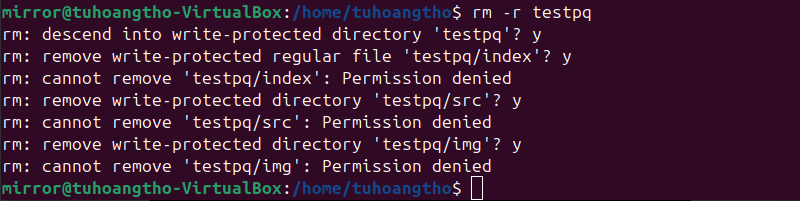 mirror@tuhoangtho-VirtualBox:/home/tuhoangtho$ rm -r testpq
rm: descend into write-protected directory 'testpq'? y
rm: remove write-protected regular file 'testpq/index'? y
rm: cannot remove 'testpq/index': Permission denied
rm: remove write-protected directory 'testpq/src'? y
rm: cannot remove 'testpq/src': Permission denied
rm: remove write-protected directory 'testpq/img'? y
rm: cannot remove 'testpq/img': Permission denied
mirror@tuhoangtho-VirtualBox:/home/tuhoangtho$